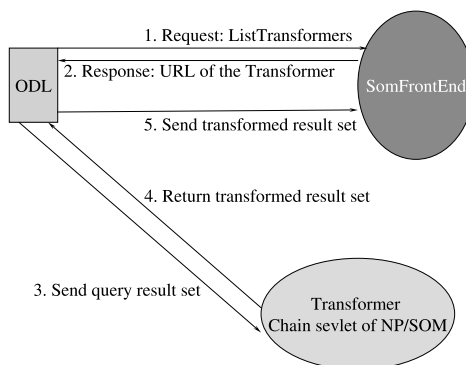 1. Request: ListTransformers
2. Response: URL of the Transformer
ODL
SomFrontEnd
5. Send transformed result set
4. Return transformed result set
3. Send query result set
Transformer
Chain sevlet of NP/SOM